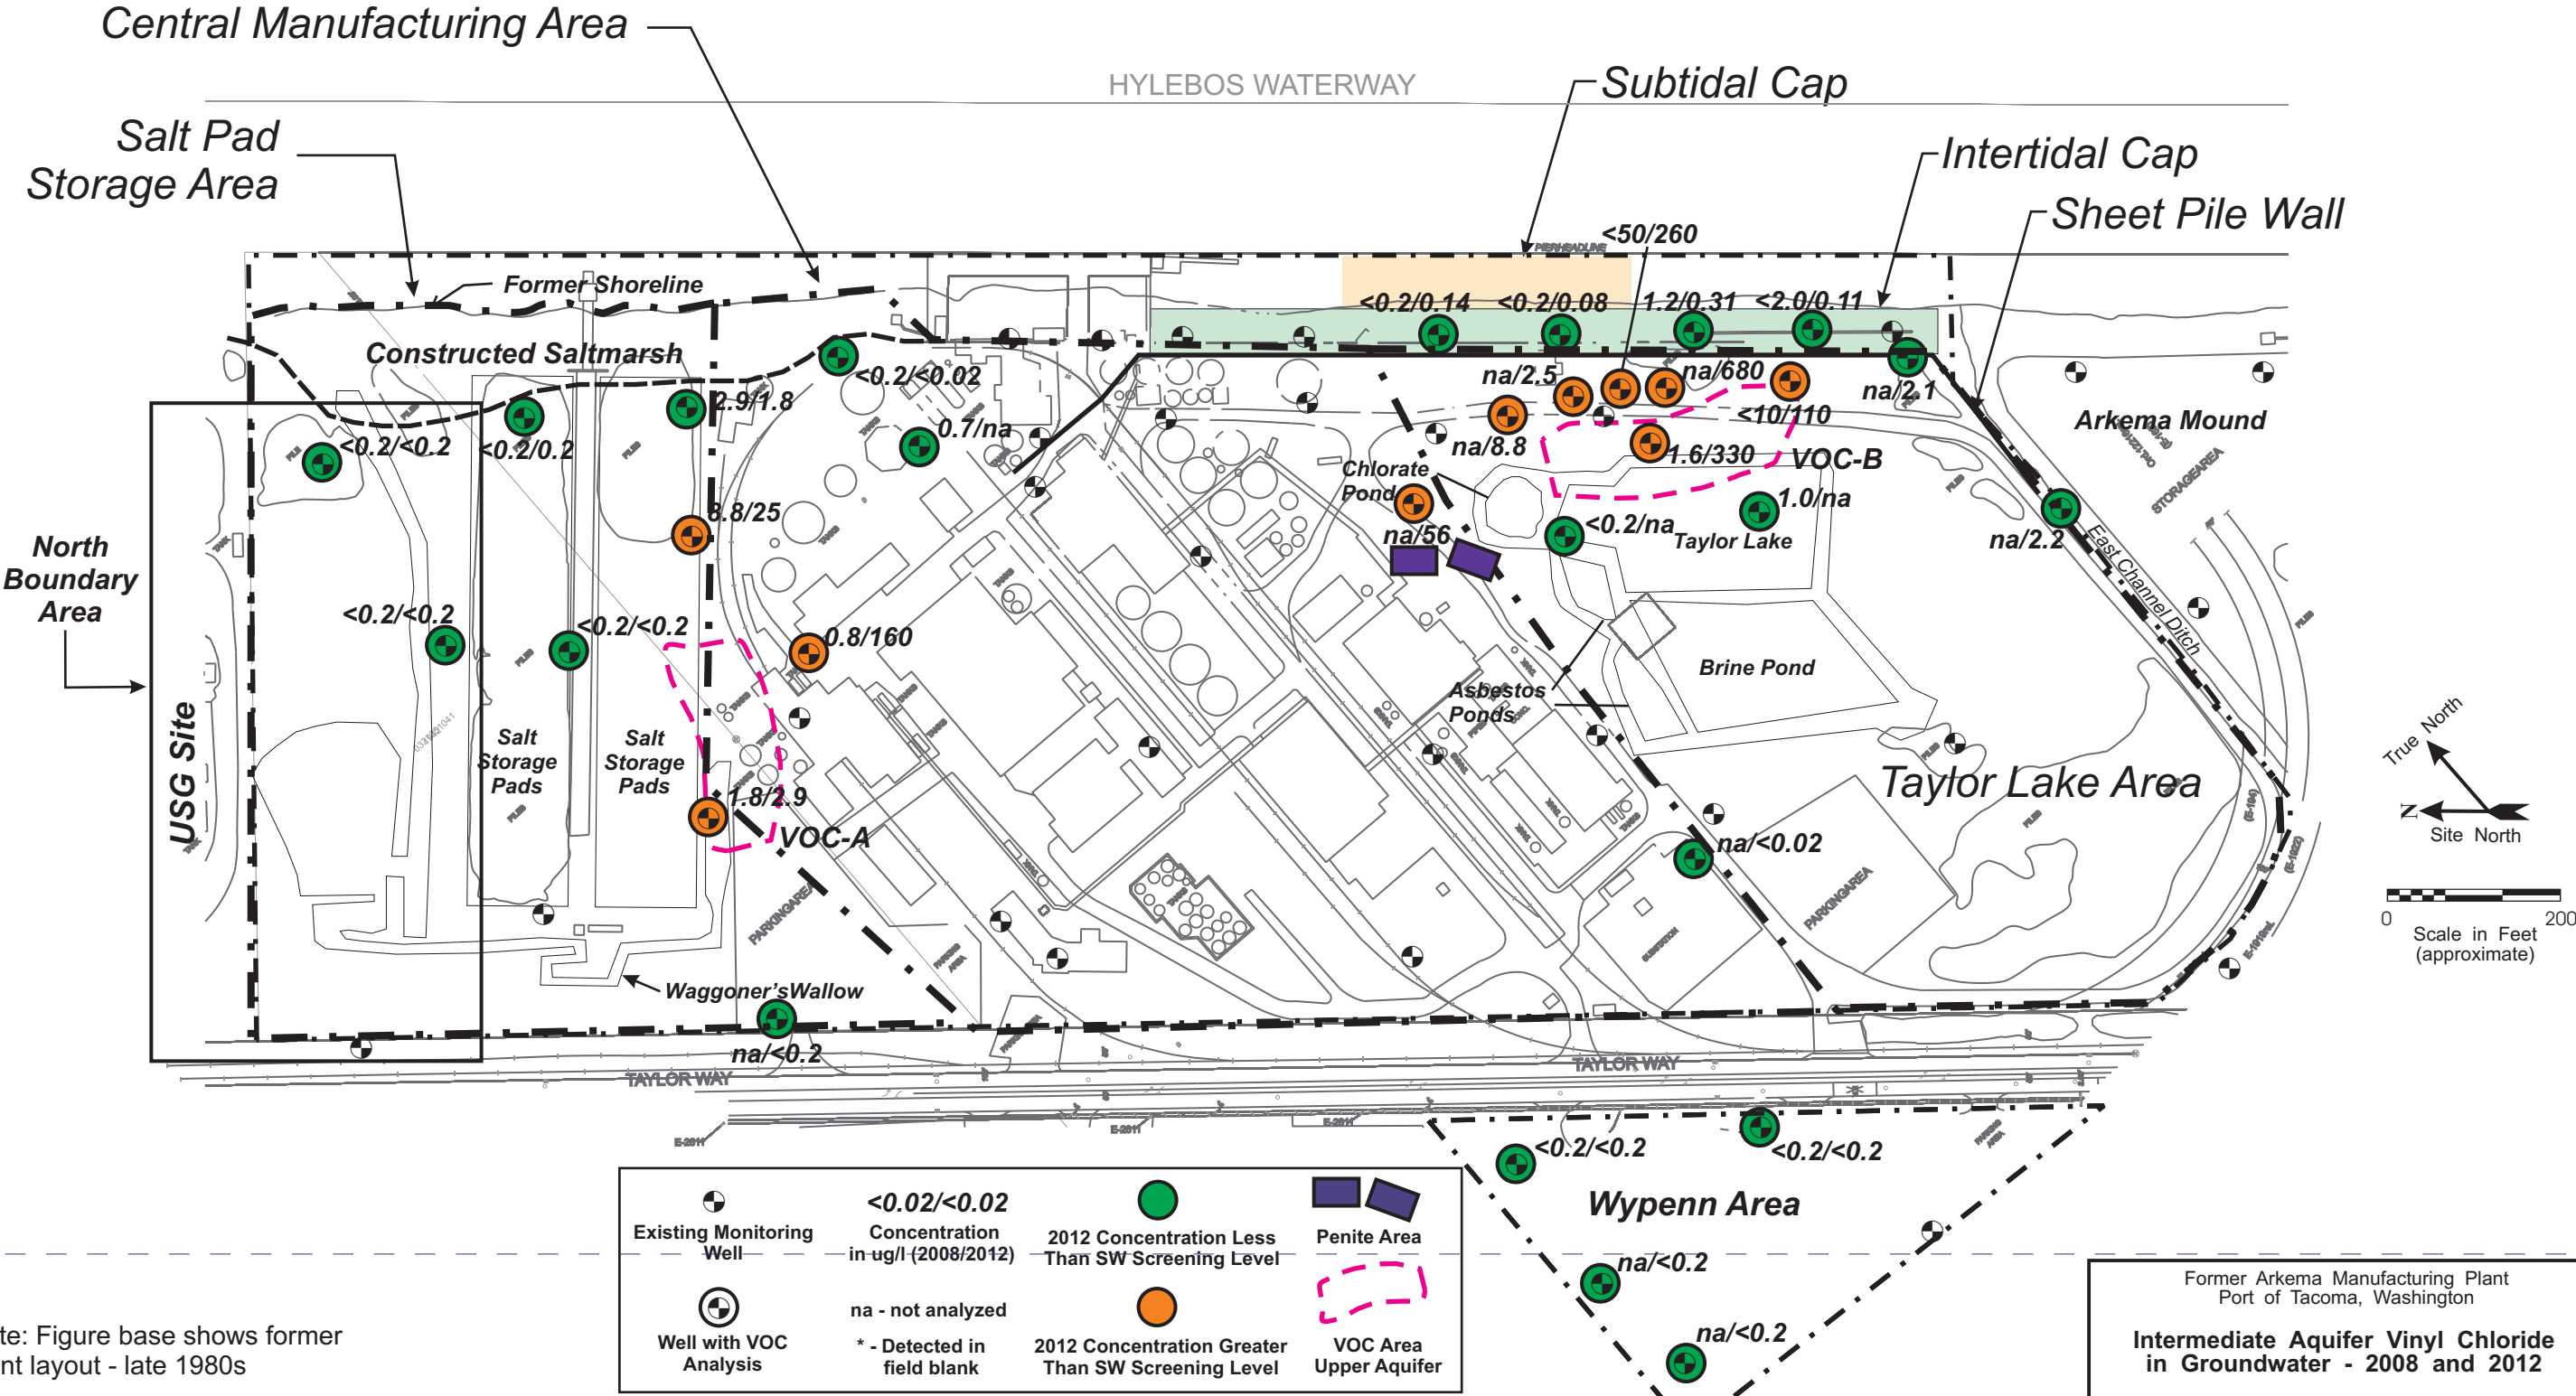 Central Manufacturing Area
HYLEBOS WATERWAY
Subtidal Cap
Salt Pad
Storage Area
Intertidal Cap
Sheet Pile Wall
<50/260
PIERHEADLINE
Former Shoreline
<0.2/0.14
<0.2/0.08
1.2/0.31
<2.0/0.11
Constructed Saltmarsh
<0.2/<0.02
na/2.5
na/680
na/2.1
2.9/1.8
<10/110
Arkema Mound
<0.2/<0.2
<0.2/0.2
0.7/na
na/8.8
1.6/330
VOC-B
Chlorate
Pond
STORAGEAREA
8.8/25
1.0/na
<0.2/na
na/56
Taylor Lake
na/2.2
East Channel Ditch
North
Boundary
Area
<0.2/<0.2
<0.2/<0.2
0.8/160
Brine Pond
Asbestos
Ponds
USG Site
Salt
Storage
Pads
Salt
Storage
Pads
True North
Taylor Lake Area
1.8/2.9
VOC-A
N
Site North
na/<0.02
PARKINGAREA
PARKINGAREA
0
200
Scale in Feet
(approximate)
SUBSTATION
PARKING
AREA
Waggoner'sWallow
na/<0.2
TAYLOR WAY
TAYLOR WAY
E-2611
E-2611
E-2611
PARKING
AREA
<0.2/<0.2
<0.2/<0.2
Wypenn Area
na/<0.2
na/<0.2
Existing Monitoring
Well
<0.02/<0.02
Concentration
in ug/l (2008/2012)
2012 Concentration Less
Than SW Screening Level
Penite Area
Well with VOC
Analysis
na - not analyzed
* - Detected in
field blank
2012 Concentration Greater
Than SW Screening Level
VOC Area
Upper Aquifer
te: Figure base shows former
nt layout - late 1980s
Former Arkema Manufacturing Plant
Port of Tacoma, Washington
Intermediate Aquifer Vinyl Chloride
in Groundwater - 2008 and 2012